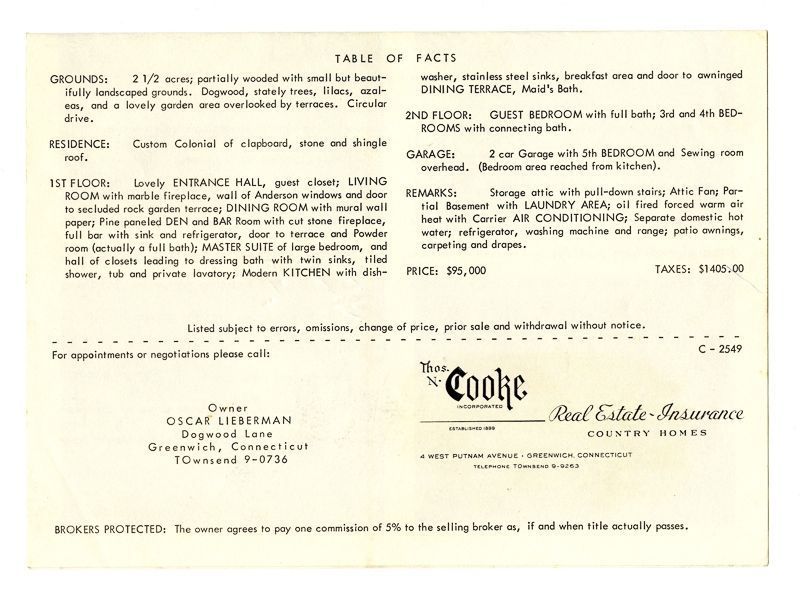 TABLE OF FACTS
GROUNDS: 2 1/2 acres; partially wooded with small but beaut-
ifully landscaped grounds. Dogwood, stately trees, lilacs, azal-
eas, and a lovely garden area overlooked by terraces. Circular
drive.
RESIDENCE: Custom Colonial of clapboard, stone and shingle
roof.
1ST FLOOR: Lovely ENTRANCE HALL, guest closet; LIVING
ROOM with marble fireplace, wall of Anderson windows and door
to secluded rock garden terrace; DINING ROOM with mural wall
paper; Pine paneled DEN and BAR Room with cut stone fireplace,
full bar with sink and refrigerator, door to terrace and Powder
room (actually a full bath); MASTER SUITE of large bedroom, and
hall of closets leading to dressing bath with twin sinks, tiled
shower, tub and private lavatory; Modern KITCHEN with dish-
washer, stainless steel sinks, breakfast area and door to awninged
DINING TERRACE, Maid's Bath.
2ND FLOOR: GUEST BEDROOM with full bath; 3rd and 4th BED-
ROOMS with connecting bath.
GARAGE: 2 car Garage with 5th BEDROOM and Sewing room
overhead. (Bedroom area reached from kitchen).
REMARKS: Storage attic with pull-down stairs; Attic Fan; Par-
tial Basement with LAUNDRY AREA; oil fired forced warm air
heat with Carrier AIR CONDITIONING; Separate domestic hot
water; refrigerator, washing machine and range; patio awnings,
carpeting and drapes.
PRICE: $95,000 TAXES: $1405.00
Listed subject to errors, omissions, change of price, prior sale and withdrawal without notice.
C - 2549
For appointments or negotiations please call:
Owner
OSCAR LIEBERMAN
Dogwood Lane
Greenwich, Connecticut
TOwnsend 9-0736
Thos.
N. Cooke
INCORPORATED
Real Estate - Insurance
ESTABLISHED 1899
COUNTRY HOMES
4 WEST PUTNAM AVENUE · GREENWICH, CONNECTICUT
TELEPHONE TOWNSEND 9-9263
BROKERS PROTECTED: The owner agrees to pay one commission of 5% to the selling broker as, if and when title actually passes.